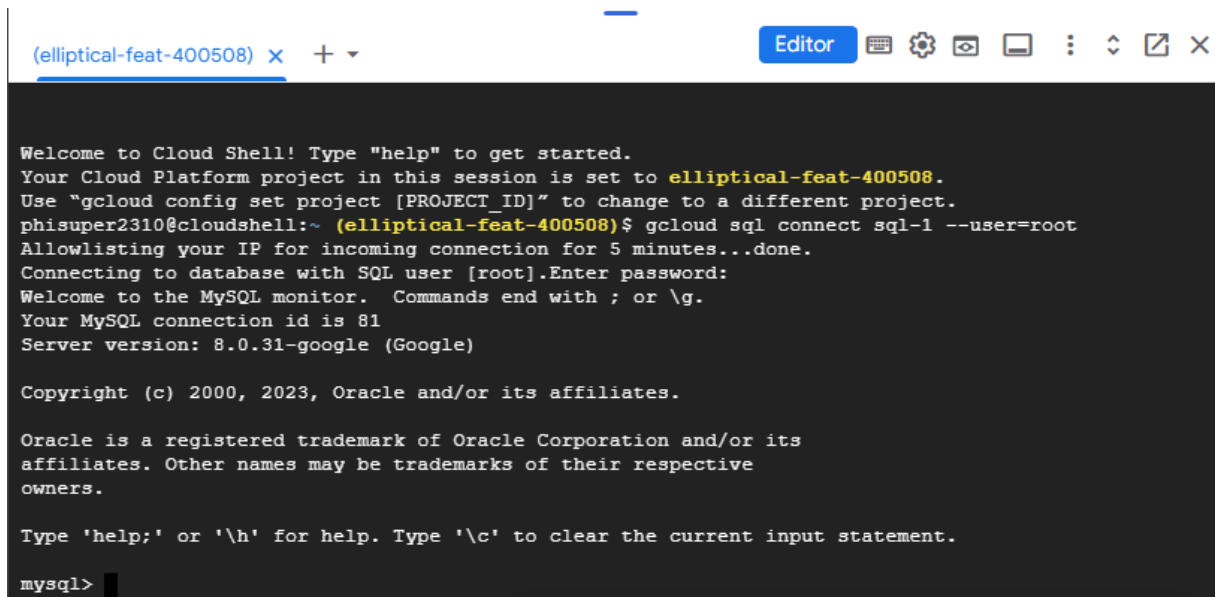 (elliptical-feat-400508)
Editor
Welcome to Cloud Shell! Type "help" to get started.
Your Cloud Platform project in this session is set to elliptical-feat-400508.
Use “gcloud config set project [PROJECT_ID]” to change to a different project.
phisuper2310@cloudshell:~ (elliptical-feat-400508)$ gcloud sql connect sql-1 --user=root
Allowlisting your IP for incoming connection for 5 minutes...done.
Connecting to database with SQL user [root].Enter password:
Welcome to the MySQL monitor.  Commands end with ; or \g.
Your MySQL connection id is 81
Server version: 8.0.31-google (Google)
Copyright (c) 2000, 2023, Oracle and/or its affiliates.
Oracle is a registered trademark of Oracle Corporation and/or its
affiliates. Other names may be trademarks of their respective
owners.
Type 'help;' or '\h' for help. Type '\c' to clear the current input statement.
mysql>